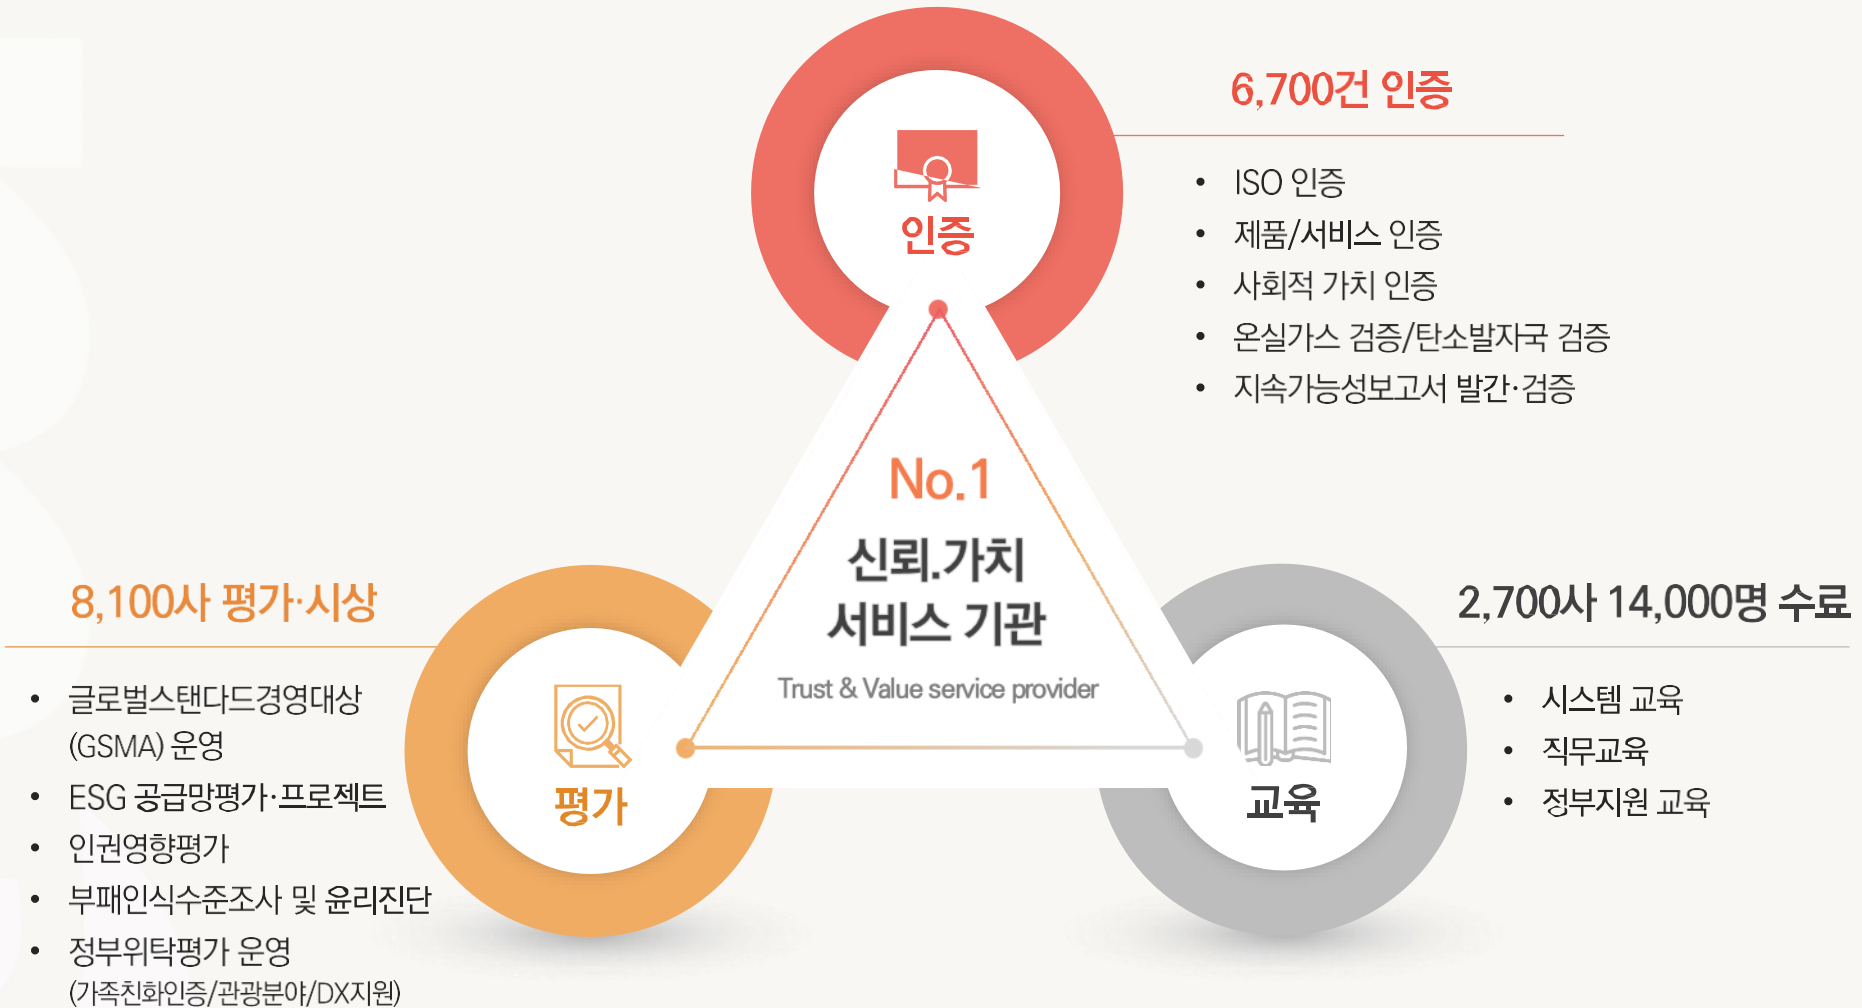 6,700건 인증
• ISO 인증
• 제품/서비스 인증
• 사회적 가치 인증
• 온실가스 검증/탄소발자국 검증
• 지속가능성보고서 발간·검증
인증
No.1
신뢰.가치
서비스 기관
Trust & Value service provider
8,100사 평가·시상
• 글로벌스탠다드경영대상
(GSMA) 운영
• ESG 공급망평가·프로젝트
• 인권영향평가
• 부패인식수준조사 및 윤리진단
• 정부위탁평가 운영
(가족친화인증/관광분야/DX지원)
평가
2,700사 14,000명 수료
• 시스템 교육
• 직무교육
• 정부지원 교육
교육